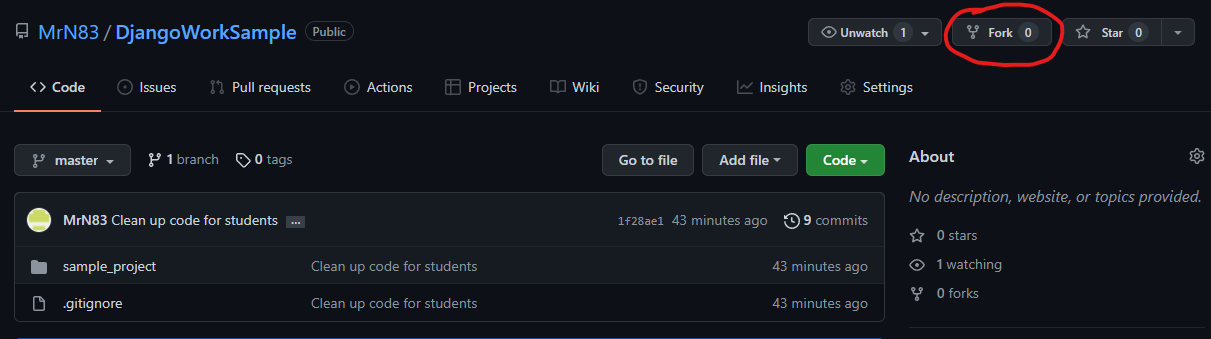 MrN83 / DjangoWorkSample Public Unwatch 1 Fork 0 Star 0
Code Issues Pull requests Actions Projects Wiki Security Insights Settings
master 1 branch 0 tags Go to file Add file Code
MrN83 Clean up code for students ... 1f28ae1 43 minutes ago 9 commits
sample_project Clean up code for students 43 minutes ago
.gitignore Clean up code for students 43 minutes ago
About
No description, website, or topics provided.
0 stars
1 watching
0 forks